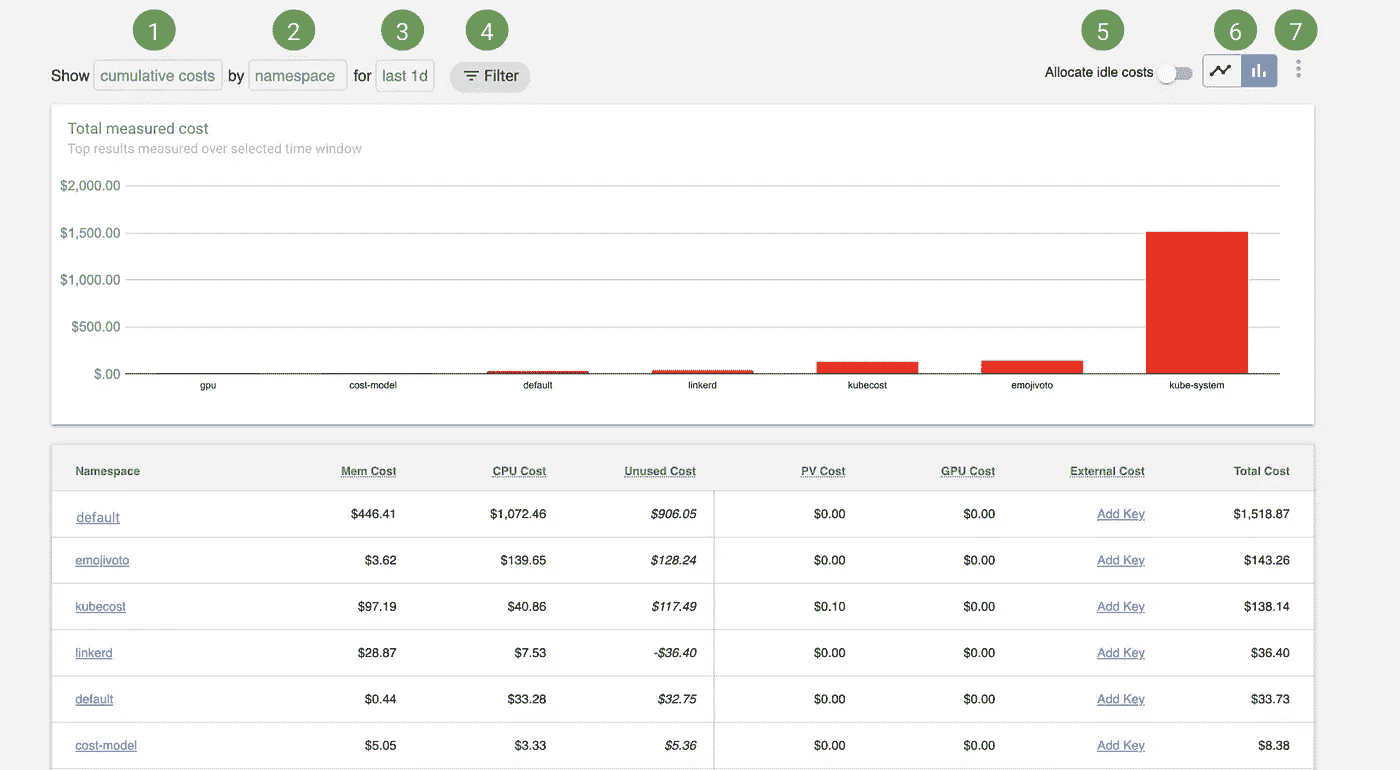 1 2 3 4 5 6 7
Show cumulative costs by namespace for last 1d Filter Allocate idle costs
Total measured cost
Top results measured over selected time window
$2,000.00
$1,500.00
$1,000.00
$500.00
$.00
gpu cost-model default linkerd kubecost emojivoto kube-system
Namespace Mem Cost CPU Cost Unused Cost PV Cost GPU Cost External Cost Total Cost
default $446.41 $1,072.46 $906.05 $0.00 $0.00 Add Key $1,518.87
emojivoto $3.62 $139.65 $128.24 $0.00 $0.00 Add Key $143.26
kubecost $97.19 $40.86 $117.49 $0.10 $0.00 Add Key $138.14
linkerd $28.87 $7.53 -$36.40 $0.00 $0.00 Add Key $36.40
default $0.44 $33.28 $32.75 $0.00 $0.00 Add Key $33.73
cost-model $5.05 $3.33 $5.36 $0.00 $0.00 Add Key $8.38